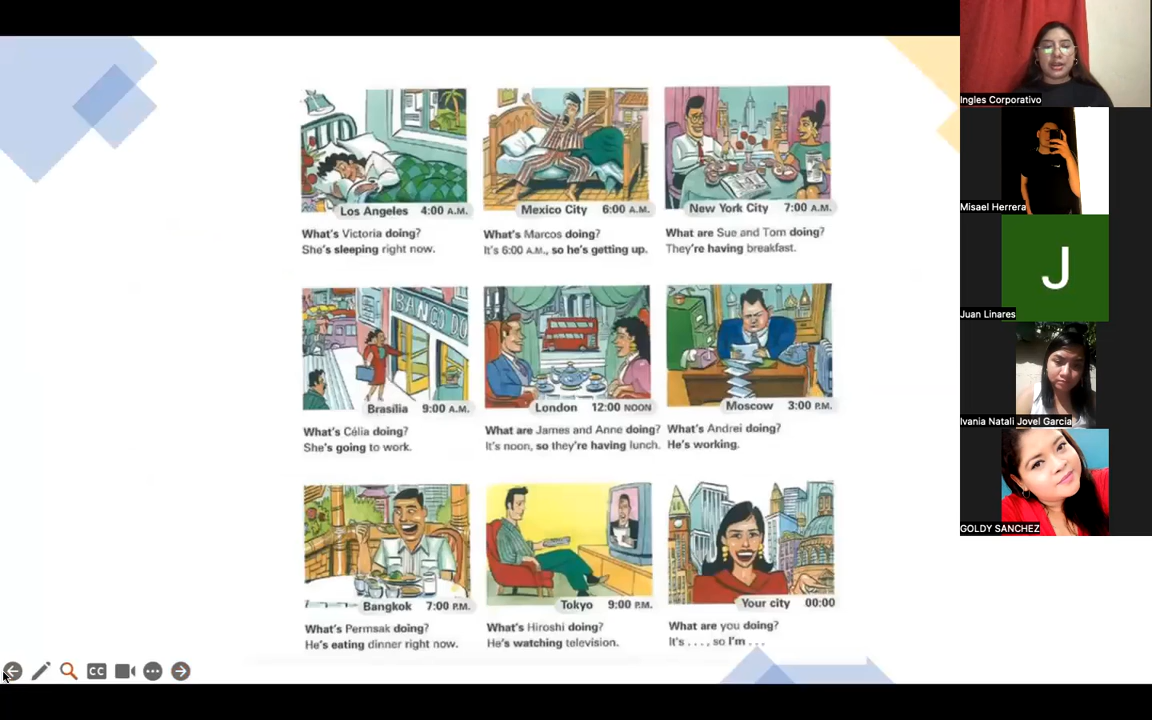 Los Angeles 4:00 A.M.
What's Victoria doing?
She's sleeping right now.
Mexico City 6:00 A.M.
What's Marcos doing?
It's 6:00 A.M., so he's getting up.
New York City 7:00 A.M.
What are Sue and Tom doing?
They're having breakfast.
BANCO DO
Brasília 9:00 A.M.
What's Célia doing?
She's going to work.
London 12:00 NOON
What are James and Anne doing?
It's noon, so they're having lunch.
Moscow 3:00 P.M.
What's Andrei doing?
He's working.
Bangkok 7:00 P.M.
What's Permsak doing?
He's eating dinner right now.
Tokyo 9:00 P.M.
What's Hiroshi doing?
He's watching television.
Your city 00:00
What are you doing?
It's . . . , so I'm . . .
CC
Ingles Corporativo
Misael Herrera
J
Juan Linares
Ivania Natali Jovel Garcia
GOLDY SANCHEZ